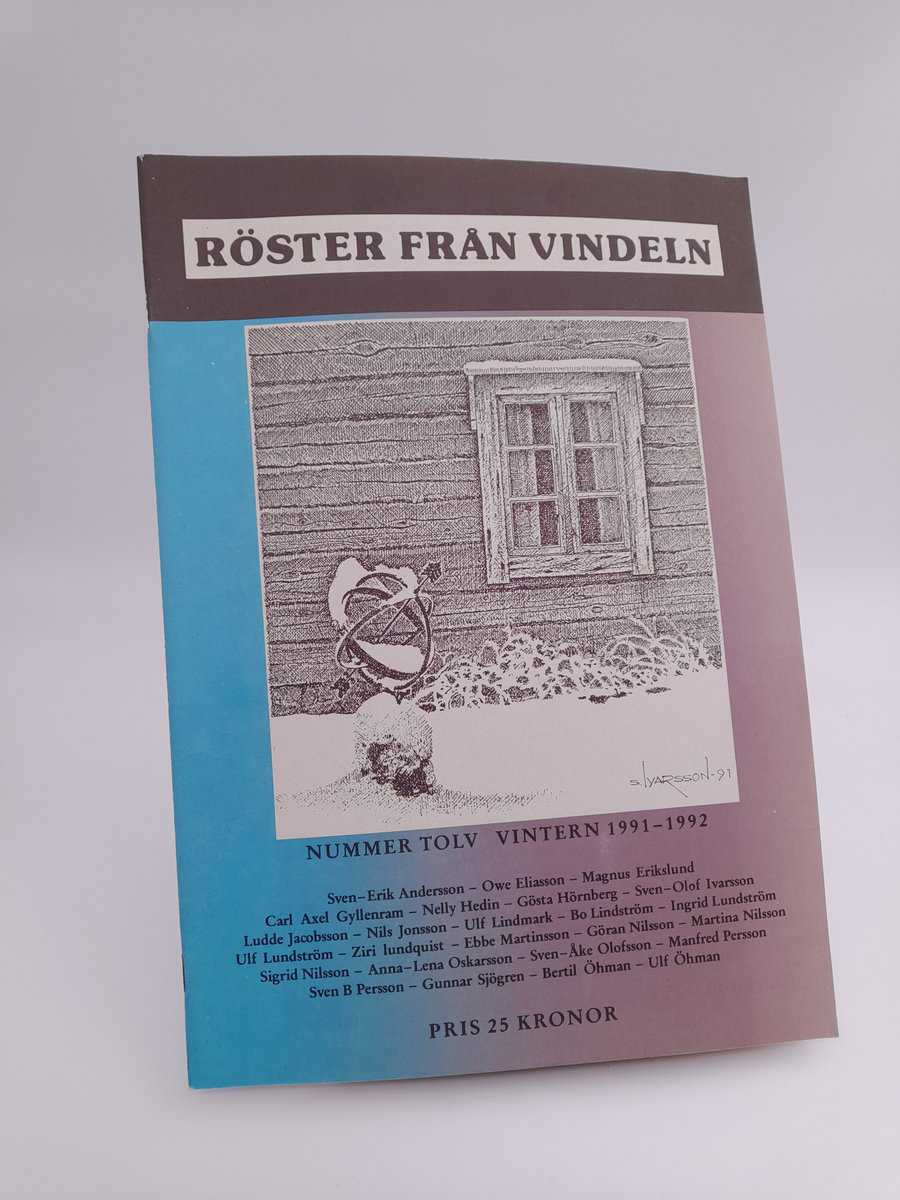 RÖSTER FRÅN VINDELN
S. IVARSSON-91
NUMMER TOLV VINTERN 1991–1992
Sven–Erik Andersson – Owe Eliasson – Magnus Erikslund
Carl Axel Gyllenram – Nelly Hedin – Gösta Hörnberg – Sven–Olof Ivarsson
Ludde Jacobsson – Nils Jonsson – Ulf Lindmark – Bo Lindström – Ingrid Lundström
Ulf Lundström – Ziri lundquist – Ebbe Martinsson – Göran Nilsson – Martina Nilsson
Sigrid Nilsson – Anna–Lena Oskarsson – Sven–Åke Olofsson – Manfred Persson
Sven B Persson – Gunnar Sjögren – Bertil Öhman – Ulf Öhman
PRIS 25 KRONOR